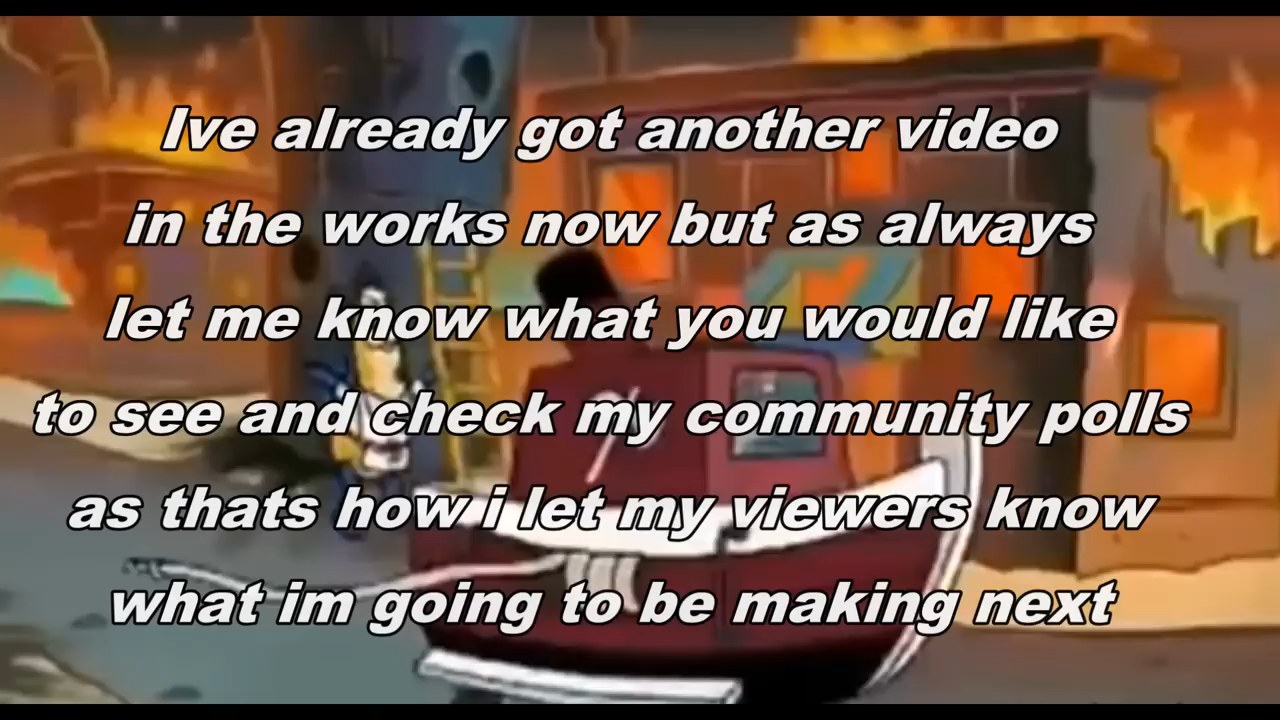 Ive already got another video
in the works now but as always
let me know what you would like
to see and check my community polls
as thats how i let my viewers know
what im going to be making next